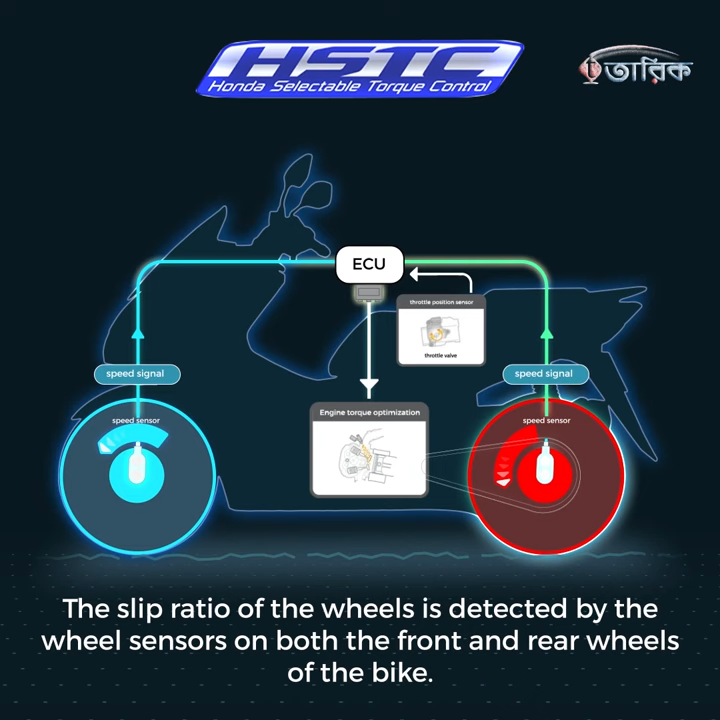 HSTC
Honda Selectable Torque Control
তারিক
ECU
throttle position sensor
throttle valve
speed signal
speed signal
Engine torque optimization
speed sensor
speed sensor
The slip ratio of the wheels is detected by the
wheel sensors on both the front and rear wheels
of the bike.